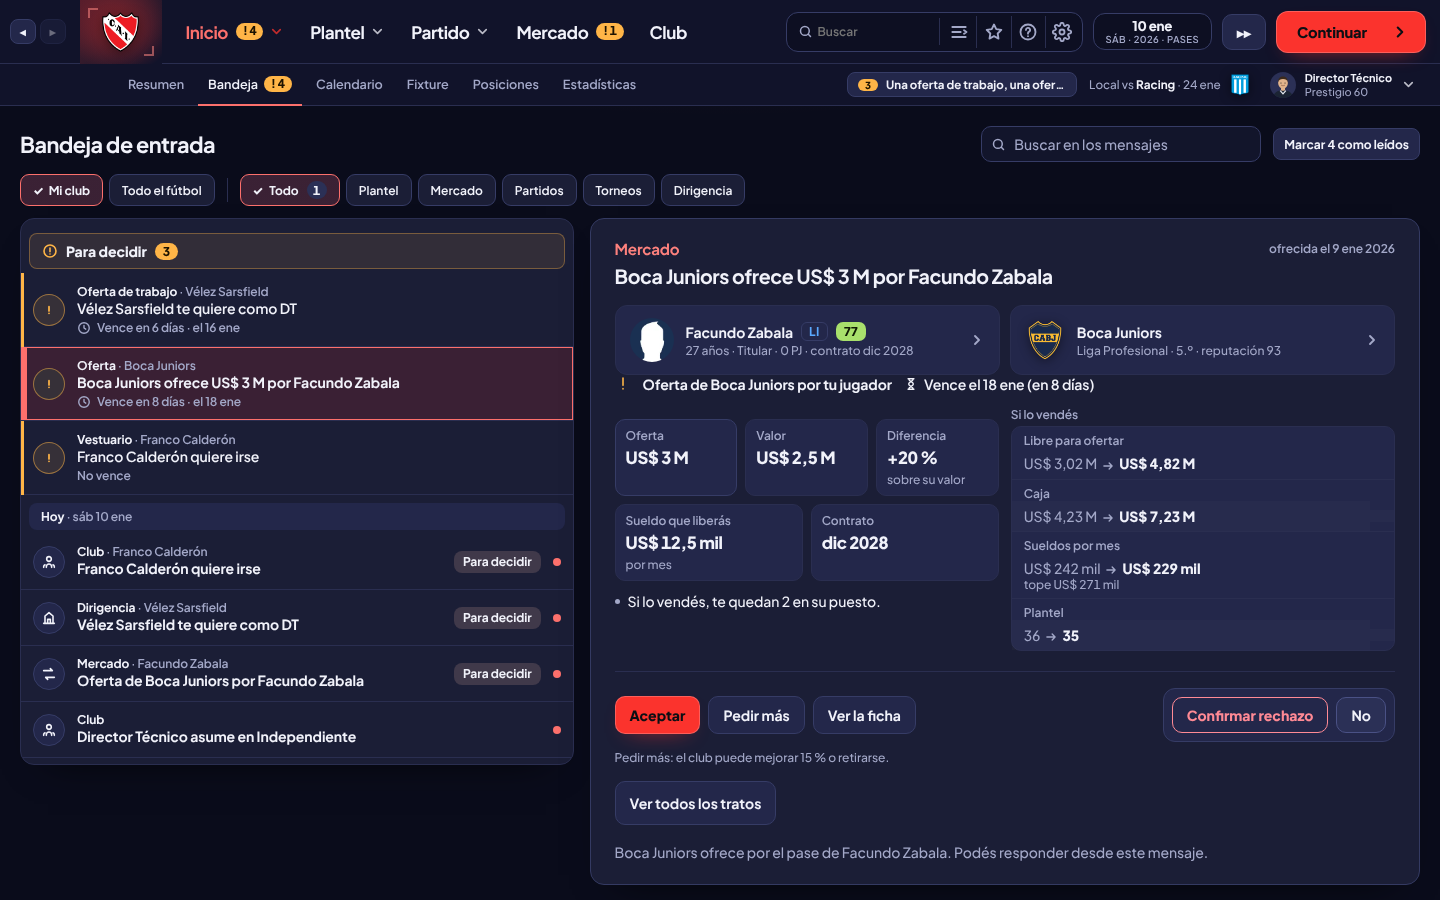 Inicio !4
Plantel
Partido
Mercado !1
Club
Buscar
10 ene
SÁB · 2026 · PASES
Continuar
Resumen
Bandeja !4
Calendario
Fixture
Posiciones
Estadísticas
3 Una oferta de trabajo, una ofer...
Local vs Racing · 24 ene
Director Técnico
Prestigio 60
Bandeja de entrada
Buscar en los mensajes
Marcar 4 como leídos
Mi club
Todo el fútbol
Todo 1
Plantel
Mercado
Partidos
Torneos
Dirigencia
Para decidir 3
Oferta de trabajo · Vélez Sarsfield
! Vélez Sarsfield te quiere como DT
Vence en 6 días · el 16 ene
Oferta · Boca Juniors
! Boca Juniors ofrece US$ 3 M por Facundo Zabala
Vence en 8 días · el 18 ene
Vestuario · Franco Calderón
! Franco Calderón quiere irse
No vence
Hoy · sáb 10 ene
Club · Franco Calderón
Franco Calderón quiere irse
Para decidir
Dirigencia · Vélez Sarsfield
Vélez Sarsfield te quiere como DT
Para decidir
Mercado · Facundo Zabala
Oferta de Boca Juniors por Facundo Zabala
Para decidir
Club
Director Técnico asume en Independiente
Mercado
ofrecida el 9 ene 2026
Boca Juniors ofrece US$ 3 M por Facundo Zabala
Facundo Zabala LI 77
27 años · Titular · 0 PJ · contrato dic 2028
CABJ
Boca Juniors
Liga Profesional · 5.º · reputación 93
! Oferta de Boca Juniors por tu jugador Vence el 18 ene (en 8 días)
Oferta
US$ 3 M
Valor
US$ 2,5 M
Diferencia
+20 %
sobre su valor
Sueldo que liberás
US$ 12,5 mil
por mes
Contrato
dic 2028
Si lo vendés, te quedan 2 en su puesto.
Si lo vendés
Libre para ofertar
US$ 3,02 M → US$ 4,82 M
Caja
US$ 4,23 M → US$ 7,23 M
Sueldos por mes
US$ 242 mil → US$ 229 mil
tope US$ 271 mil
Plantel
36 → 35
Aceptar
Pedir más
Ver la ficha
Confirmar rechazo
No
Pedir más: el club puede mejorar 15 % o retirarse.
Ver todos los tratos
Boca Juniors ofrece por el pase de Facundo Zabala. Podés responder desde este mensaje.